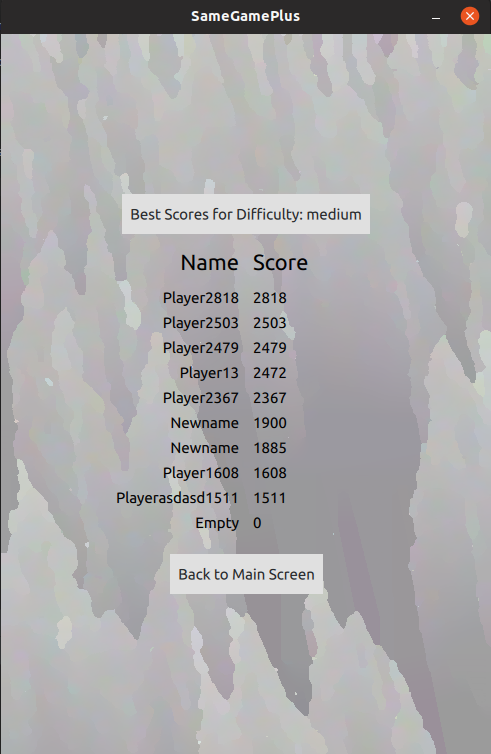 SameGamePlus
Best Scores for Difficulty: medium
Name Score
Player2818 2818
Player2503 2503
Player2479 2479
Player13 2472
Player2367 2367
Newname 1900
Newname 1885
Player1608 1608
Playerasdasd1511 1511
Empty 0
Back to Main Screen